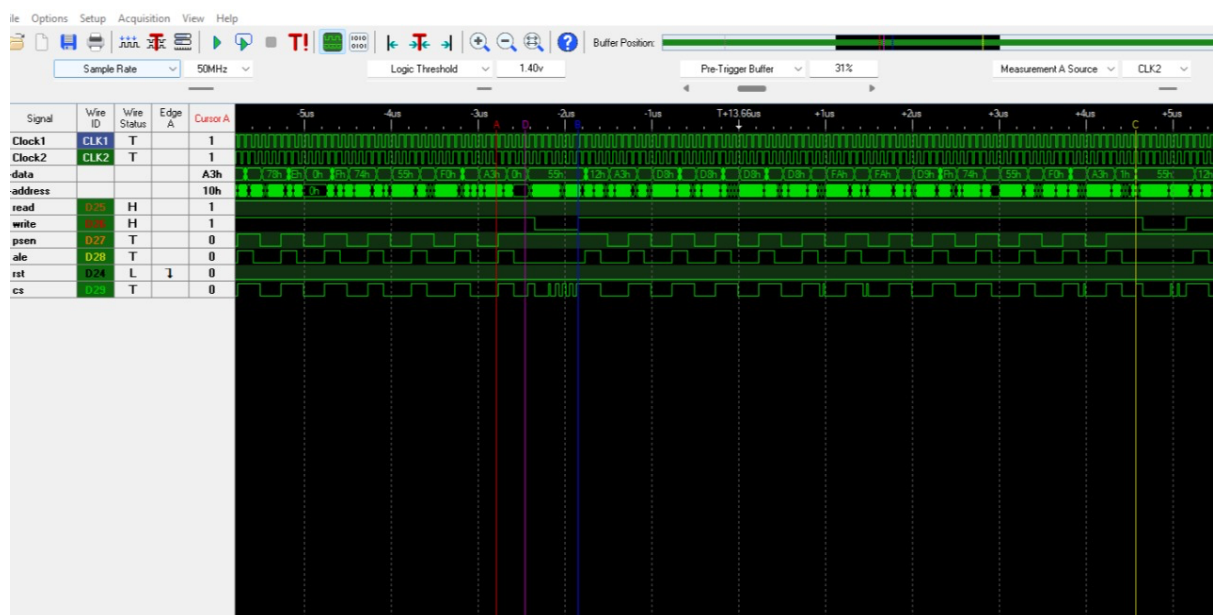 ile Options Setup Acquisition View Help
T! Buffer Position:
Sample Rate 50MHz Logic Threshold 1.40v Pre-Trigger Buffer 31% Measurement A Source CLK2
Signal Wire ID Wire Status Edge A Cursor A -5us -4us -3us -2us -1us T+13.66us +1us +2us +3us +4us +5us
A D B C
Clock1 CLK1 T 1
Clock2 CLK2 T 1
data A3h 78h Eh 0h Fh 74h 55h F0h A3h 0h 55h 12h A3h D8h D8h D8h D8h FAh FAh D9h Fh 74h 55h F0h A3h 1h 55h 12h
address 10h 0h
read D25 H 1
write H 1
psen D27 T 0
ale D28 T 0
rst D24 L 0
cs D29 T 0